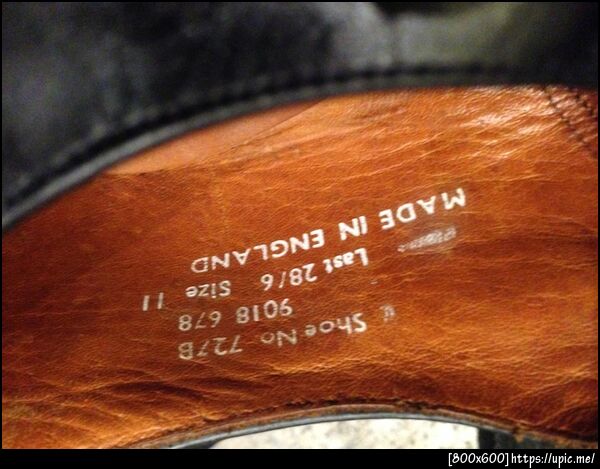 Shoe No 727B
9018 678
Last 28/6 Size 11
MADE IN ENGLAND
[800x600]https://upic.me/